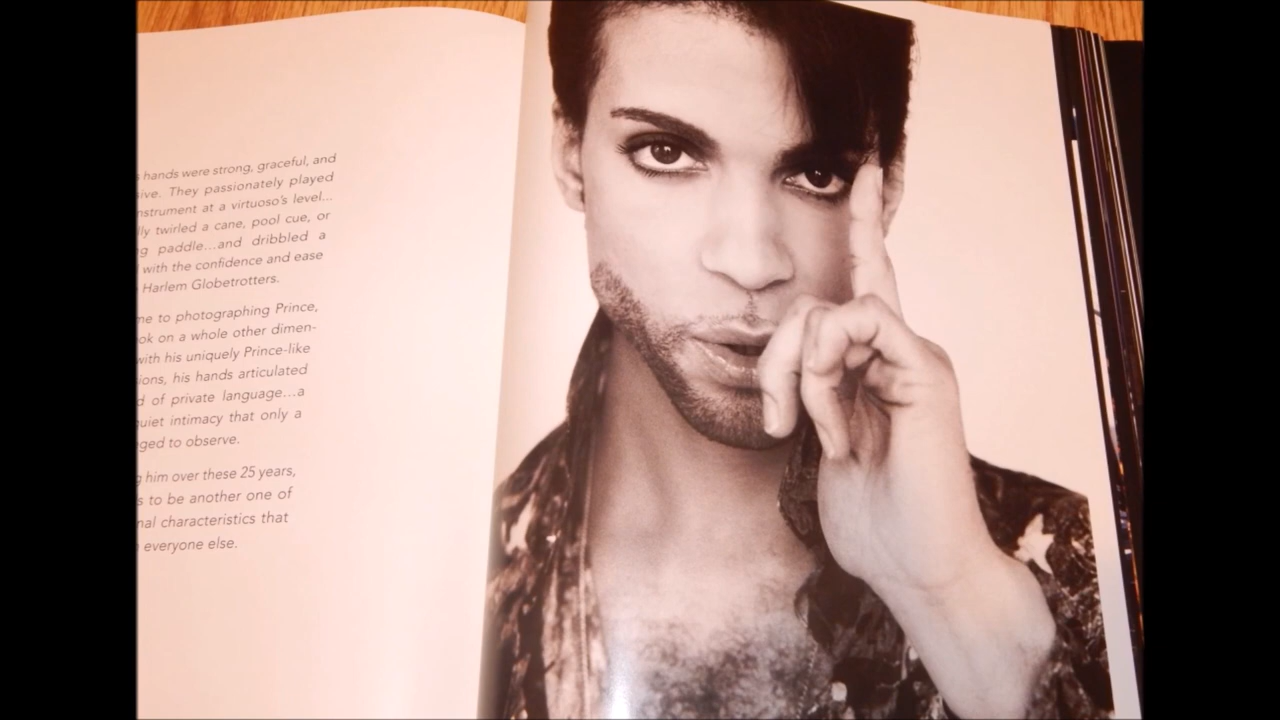 hands were strong, graceful, and
ive. They passionately played
nstrument at a virtuoso's level...
lly twirled a cane, pool cue, or
ng paddle...and dribbled a
with the confidence and ease
Harlem Globetrotters.
me to photographing Prince,
ok on a whole other dimen-
with his uniquely Prince-like
ions, his hands articulated
d of private language...a
quiet intimacy that only a
ged to observe.
g him over these 25 years,
s to be another one of
nal characteristics that
everyone else.